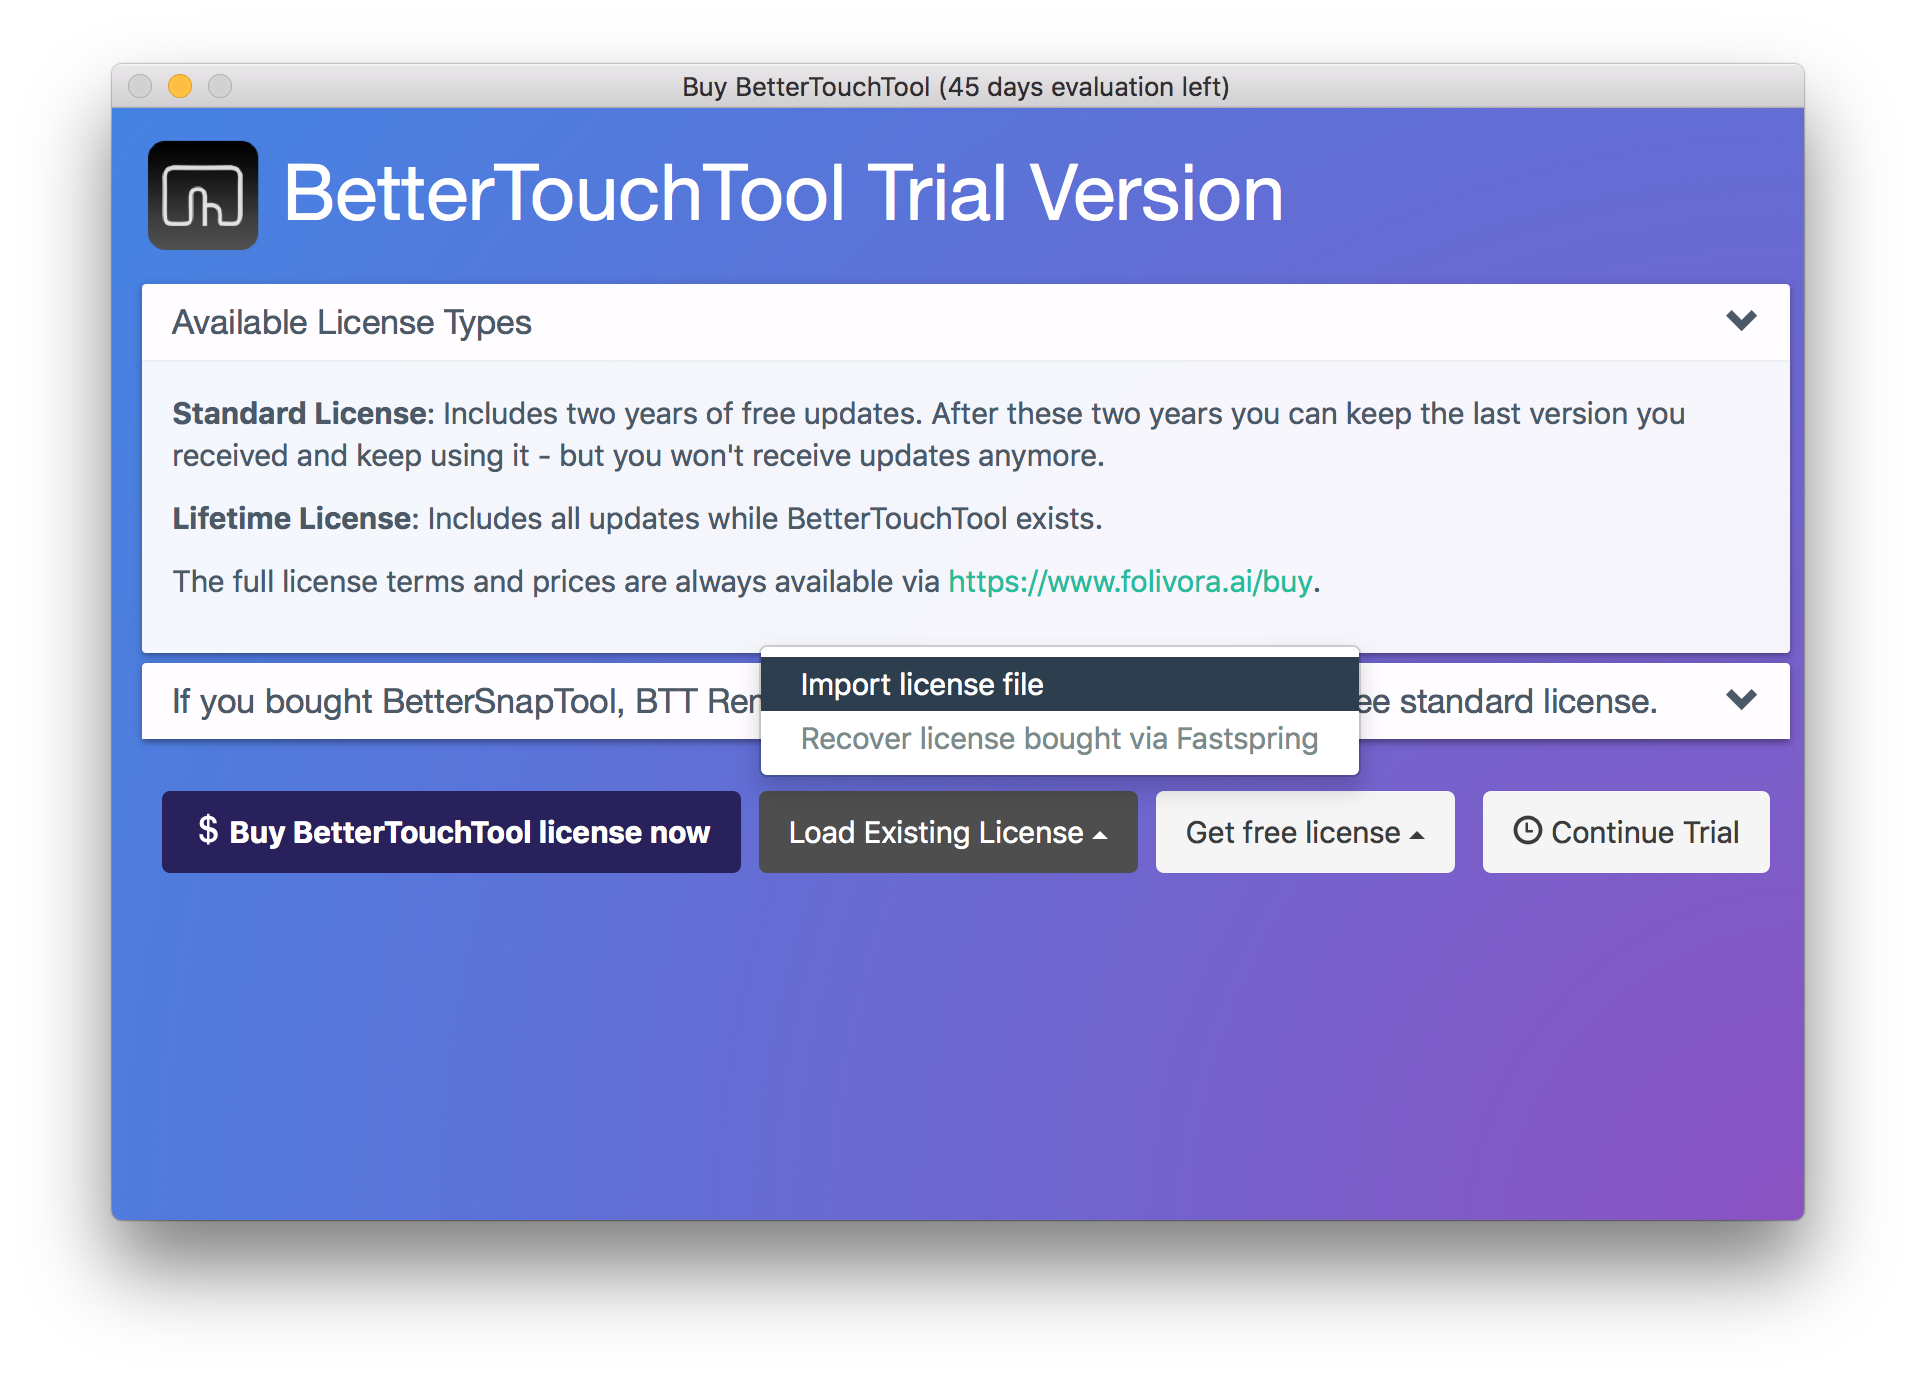 Buy BetterTouchTool (45 days evaluation left)
BetterTouchTool Trial Version
Available License Types
Standard License: Includes two years of free updates. After these two years you can keep the last version you
received and keep using it - but you won't receive updates anymore.
Lifetime License: Includes all updates while BetterTouchTool exists.
The full license terms and prices are always available via https://www.folivora.ai/buy.
Import license file
If you bought BetterSnapTool, BTT standard license.
Recover license bought via Fastspring
$ Buy BetterTouchTool license now
Load Existing License
Get free license
Continue Trial